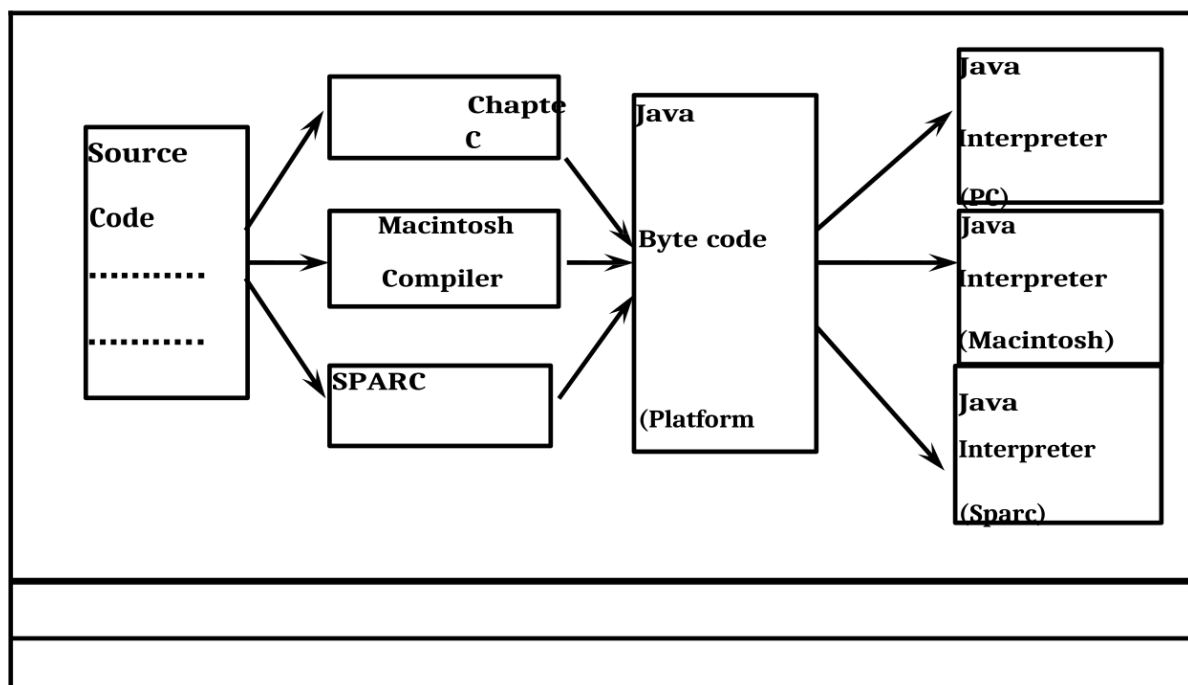 Source
Code
............
............
Chapte
C
Macintosh
Compiler
SPARC
Java
Byte code
(Platform
Java
Interpreter
(PC)
Java
Interpreter
(Macintosh)
Java
Interpreter
(Sparc)